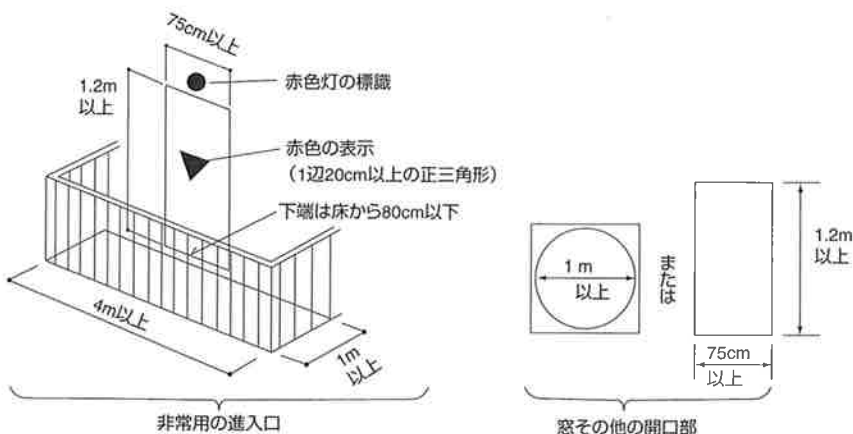 75cm以上
1.2m
以上
赤色灯の標識
赤色の表示
（1辺20cm以上の正三角形）
下端は床から80cm以下
4m以上
1m
以上
非常用の進入口
1m
以上
または
1.2m
以上
75cm
以上
窓その他の開口部